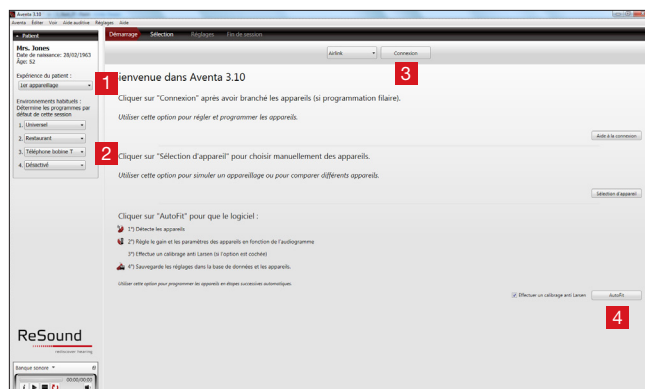 Aventa 3.10
Aventa Éditer Voir Aide auditive Réglages Aide
Patient
Démarrage Sélection Réglages Fin de session
Mrs. Jones
Date de naissance: 28/02/1963
Âge: 52
Airlink
Connexion
3
Expérience du patient :
1er appareillage
1
ienvenue dans Aventa 3.10
Cliquer sur "Connexion" après avoir branché les appareils (si programmation filaire).
Environnements habituels :
Détermine les programmes par
défaut de cette session
Utiliser cette option pour régler et programmer les appareils.
1. Universel
2. Restaurant
Aide à la connexion
3. Téléphone bobine T
4. Désactivé
2
Cliquer sur "Sélection d'appareil" pour choisir manuellement des appareils.
Utiliser cette option pour simuler un appareillage ou pour comparer différents appareils.
Sélection d'appareil
Cliquer sur "AutoFit" pour que le logiciel :
1°) Détecte les appareils
2°) Règle le gain et les paramètres des appareils en fonction de l'audiogramme
3°) Effectuer un calibrage anti Larsen (si l'option est cochée)
4°) Sauvegarde les réglages dans la base de données et les appareils.
Utiliser cette option pour programmer les appareils en étapes successives automatiques.
Effectuer un calibrage anti Larsen
AutoFit
4
ReSound
rediscover hearing
Banque sonore
00:00/00:00